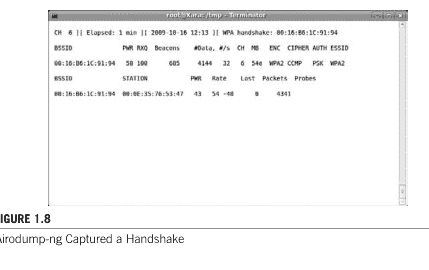 root@Karac:/tmp - Terminator
CH 6 ][ Elapsed: 1 min ][ 2009-10-16 12:13 ][ WPA handshake: 00:16:B6:1C:91:94
BSSID PWR RXQ Beacons #Data, #/s CH MB ENC CIPHER AUTH ESSID
00:16:B6:1C:91:94 58 100 605 4144 32 6 54e WPA2 CCMP PSK WPA2
BSSID STATION PWR Rate Lost Packets Probes
00:16:B6:1C:91:94 00:0E:35:76:53:47 43 54 -48 0 4341
IGURE 1.8
Airodump-ng Captured a Handshake